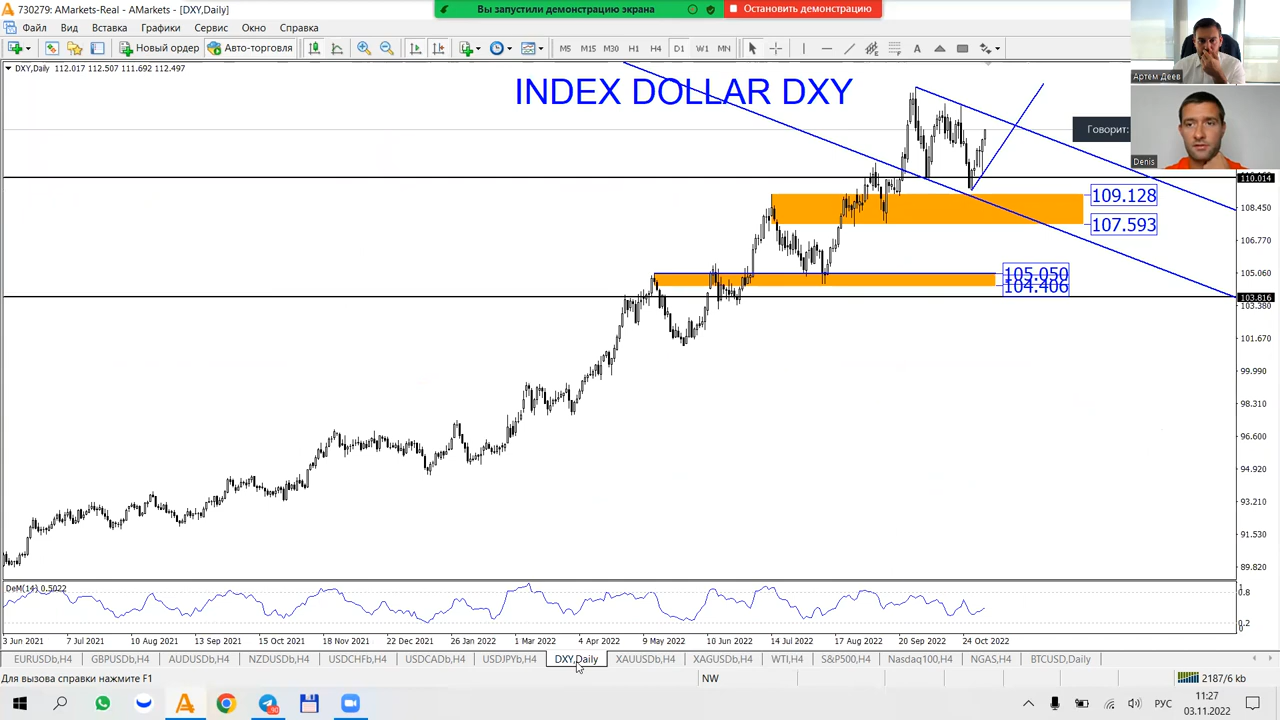 730279: AMarkets-Real - AMarkets - [DXY,Daily]
Вы запустили демонстрацию экрана
Остановить демонстрацию
Файл Вид Вставка Графики Сервис Окно Справка
Новый ордер Авто-торговля
M5 M15 M30 H1 H4 D1 W1 MN
A
Артем Деев
DXY,Daily 112.017 112.507 111.692 112.497
INDEX DOLLAR DXY
Говорит:
Denis
110.014
109.128
108.450
107.593
106.770
105.050
105.060
104.406
103.816
103.380
101.670
99.990
98.310
96.600
94.920
93.210
91.530
89.820
DeM(14) 0.5022
1
0.8
0.2
0
3 Jun 2021 7 Jul 2021 10 Aug 2021 13 Sep 2021 15 Oct 2021 18 Nov 2021 22 Dec 2021 26 Jan 2022 1 Mar 2022 4 Apr 2022 9 May 2022 10 Jun 2022 14 Jul 2022 17 Aug 2022 20 Sep 2022 24 Oct 2022
EURUSDb,H4 GBPUSDb,H4 AUDUSDb,H4 NZDUSDb,H4 USDCHFb,H4 USDCADb,H4 USDJPYb,H4 DXY,Daily XAUUSDb,H4 XAGUSDb,H4 WTI,H4 S&P500,H4 Nasdaq100,H4 NGAS,H4 BTCUSD,Daily
Для вызова справки нажмите F1
NW
2187/6 kb
РУС
11:27
03.11.2022